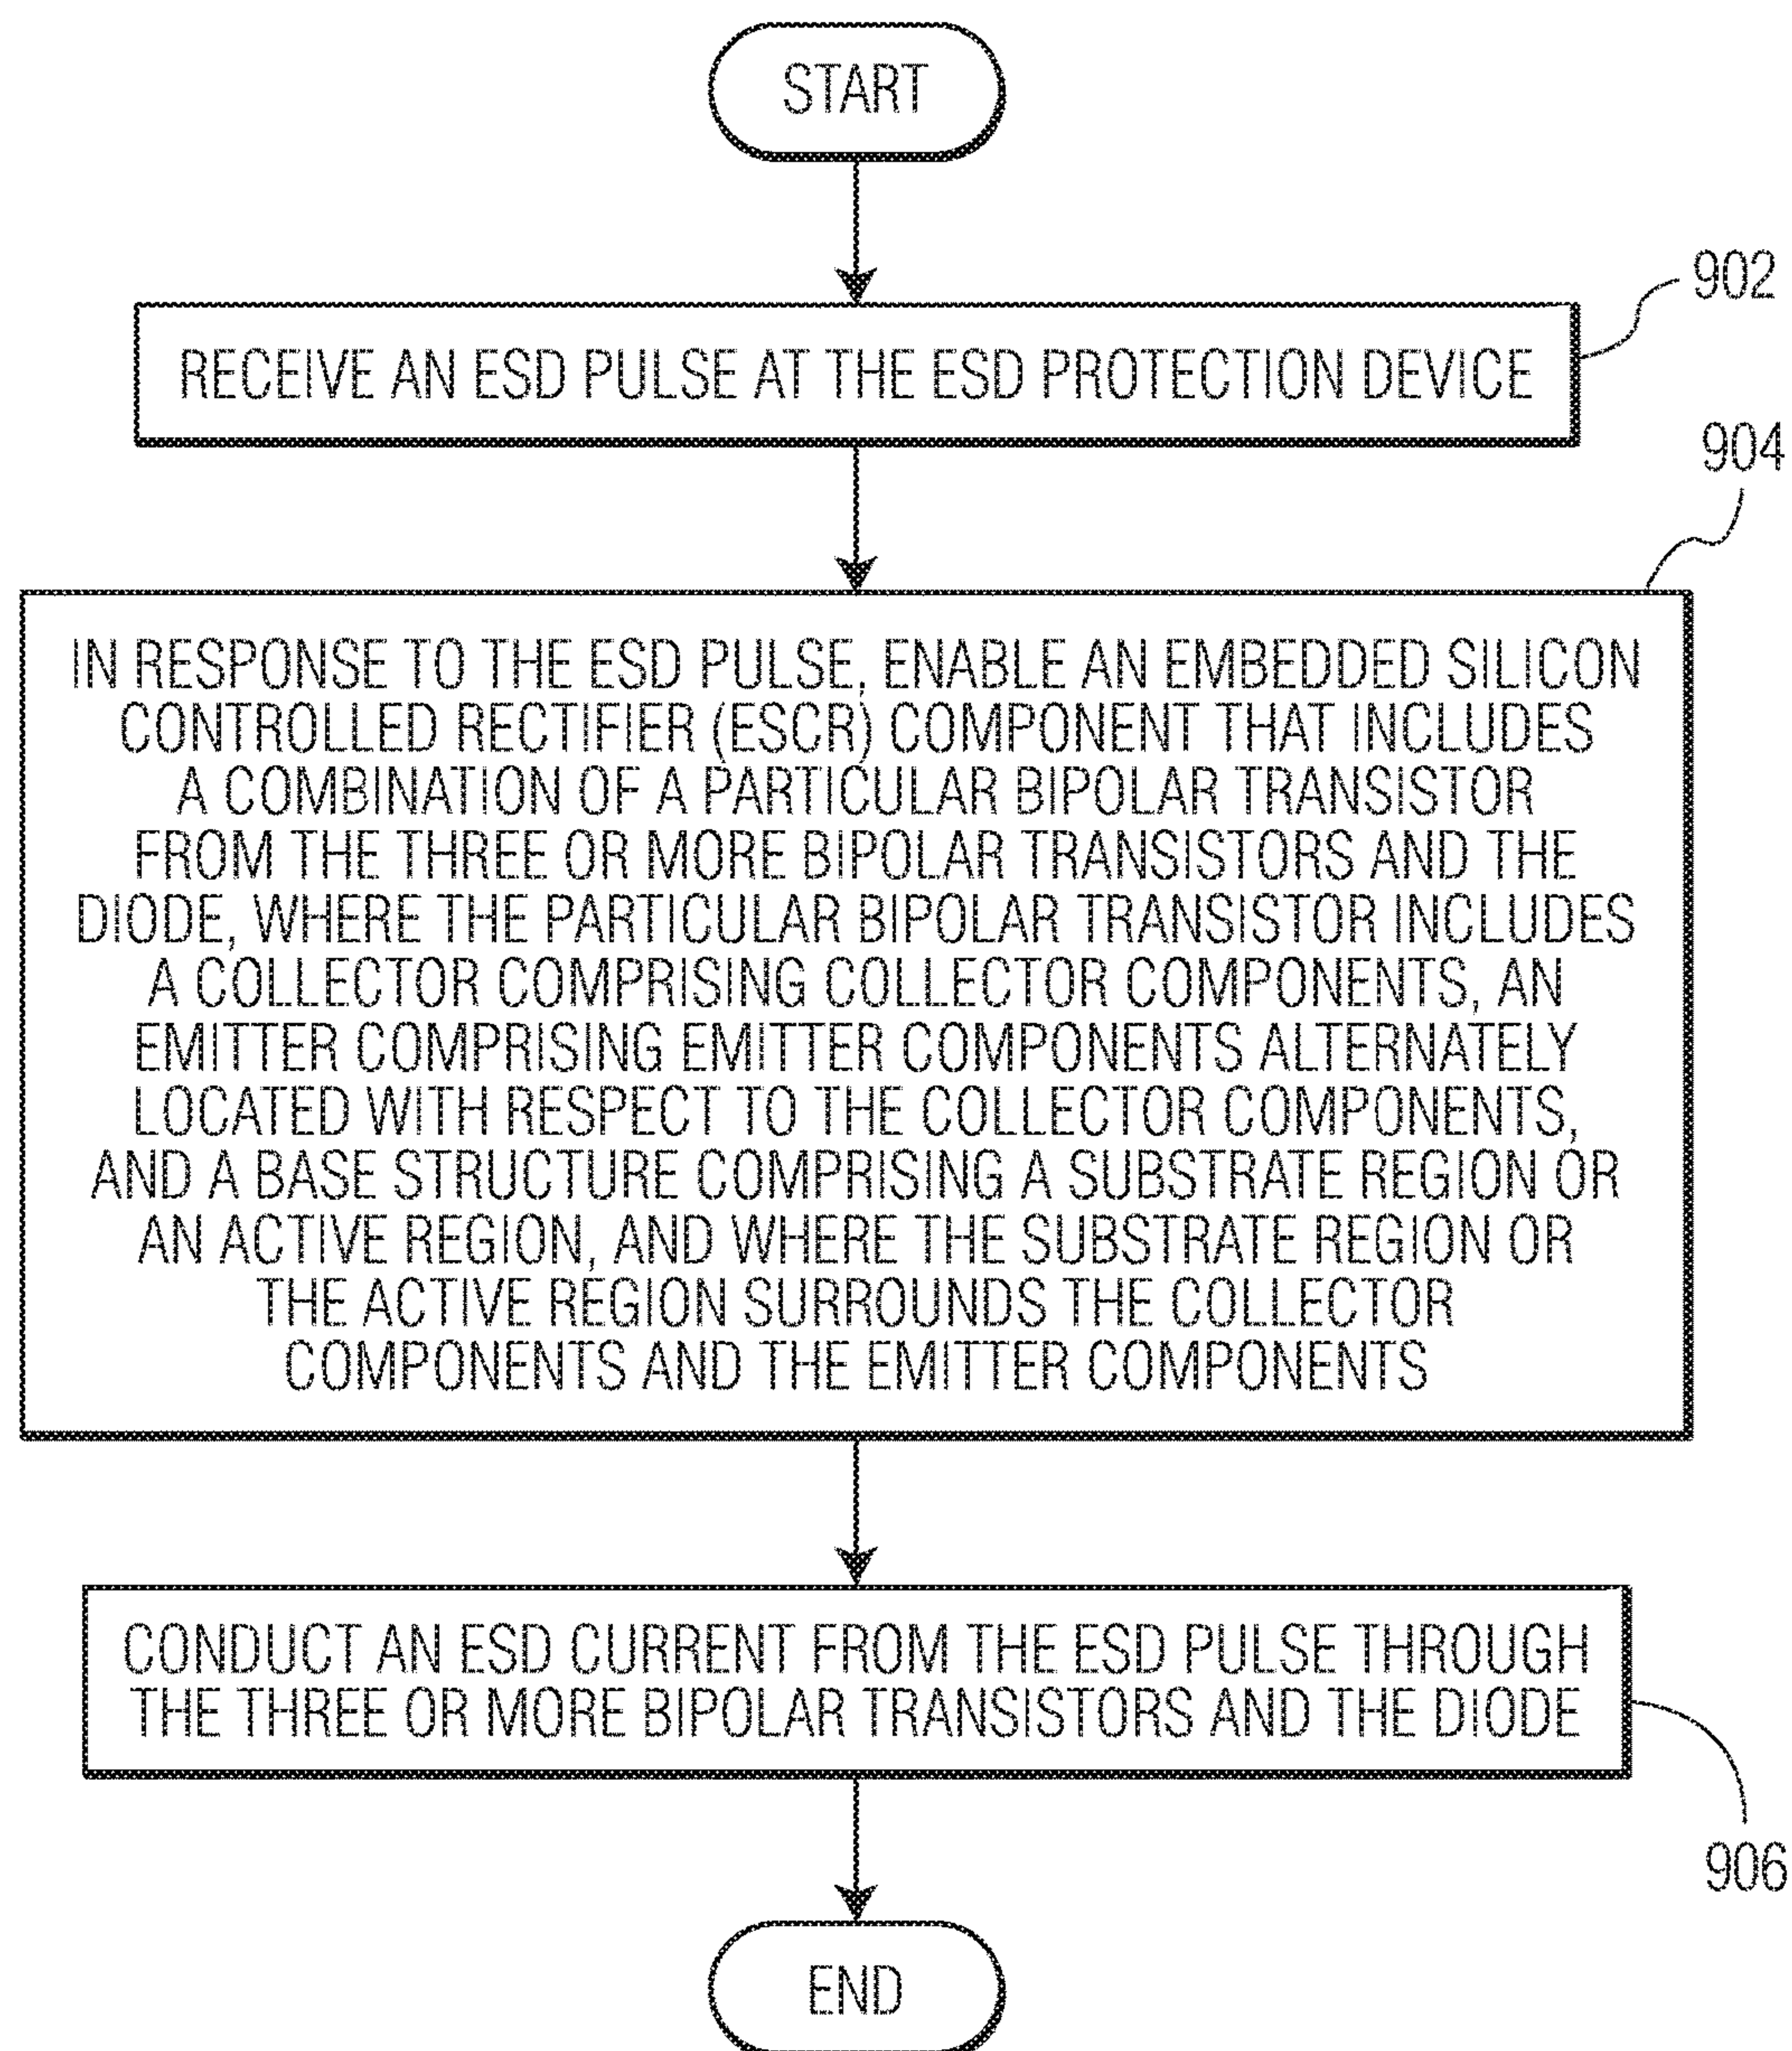 START
902
RECEIVE AN ESD PULSE AT THE ESD PROTECTION DEVICE
904
IN RESPONSE TO THE ESD PULSE, ENABLE AN EMBEDDED SILICON
CONTROLLED RECTIFIER (ESCR) COMPONENT THAT INCLUDES
A COMBINATION OF A PARTICULAR BIPOLAR TRANSISTOR
FROM THE THREE OR MORE BIPOLAR TRANSISTORS AND THE
DIODE, WHERE THE PARTICULAR BIPOLAR TRANSISTOR INCLUDES
A COLLECTOR COMPRISING COLLECTOR COMPONENTS, AN
EMITTER COMPRISING EMITTER COMPONENTS ALTERNATELY
LOCATED WITH RESPECT TO THE COLLECTOR COMPONENTS,
AND A BASE STRUCTURE COMPRISING A SUBSTRATE REGION OR
AN ACTIVE REGION, AND WHERE THE SUBSTRATE REGION OR
THE ACTIVE REGION SURROUNDS THE COLLECTOR
COMPONENTS AND THE EMITTER COMPONENTS
CONDUCT AN ESD CURRENT FROM THE ESD PULSE THROUGH
THE THREE OR MORE BIPOLAR TRANSISTORS AND THE DIODE
906
END